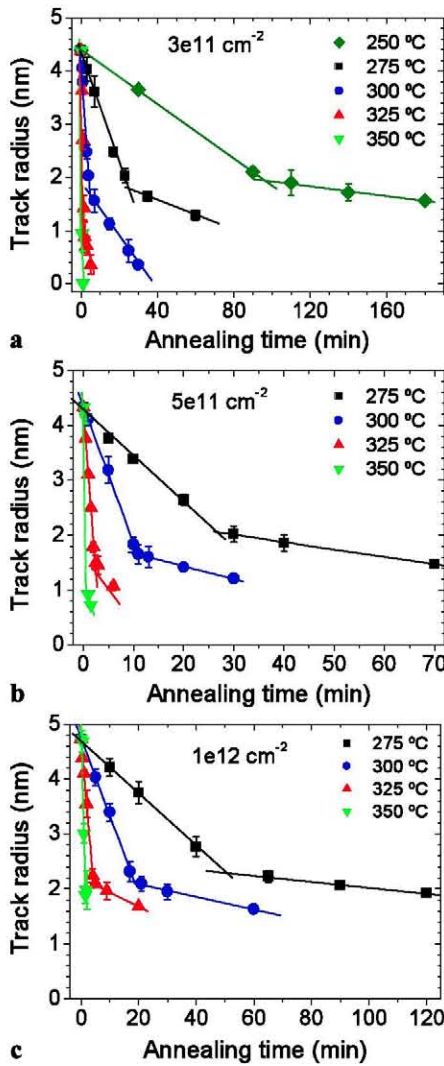 5
4
3
2
1
0
Track radius (nm)
3e11 cm⁻²
250 ºC
275 ºC
300 ºC
325 ºC
350 ºC
0 40 80 120 160
a
Annealing time (min)
5
4
3
2
1
0
Track radius (nm)
5e11 cm⁻²
275 ºC
300 ºC
325 ºC
350 ºC
0 10 20 30 40 50 60 70
b
Annealing time (min)
5
4
3
2
1
0
Track radius (nm)
1e12 cm⁻²
275 ºC
300 ºC
325 ºC
350 ºC
0 20 40 60 80 100 120
c
Annealing time (min)